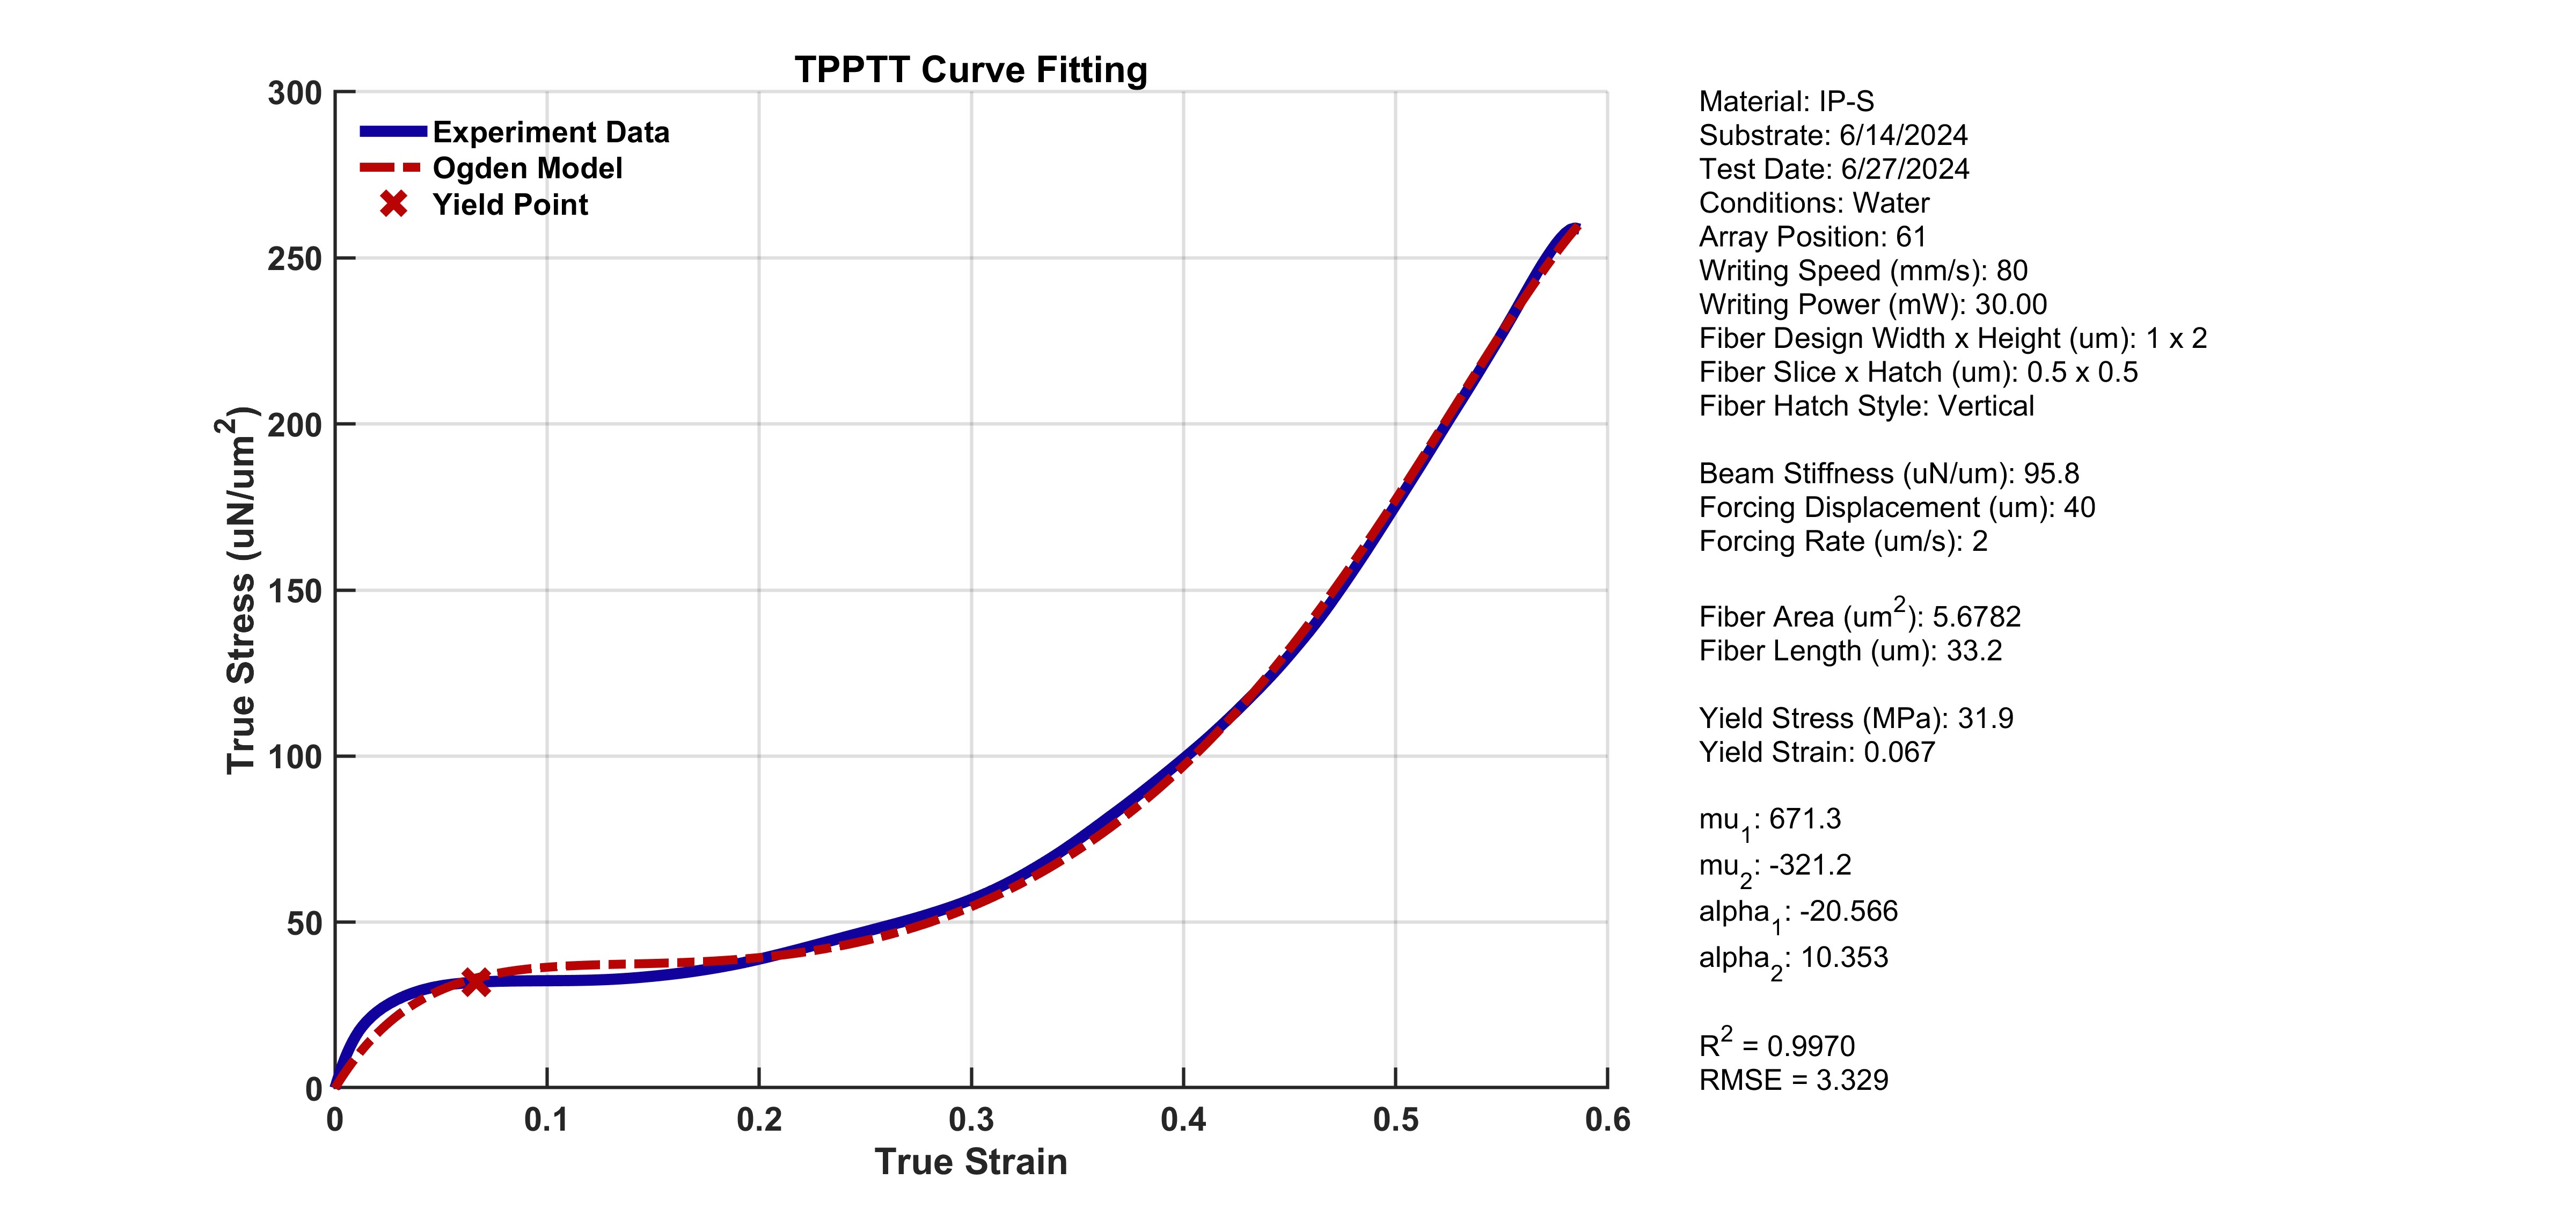 TPPTT Curve Fitting
300
250
200
150
100
50
0
0 0.1 0.2 0.3 0.4 0.5 0.6
True Strain
True Stress (uN/um²)
Experiment Data
Ogden Model
Yield Point
Material: IP-S
Substrate: 6/14/2024
Test Date: 6/27/2024
Conditions: Water
Array Position: 61
Writing Speed (mm/s): 80
Writing Power (mW): 30.00
Fiber Design Width x Height (um): 1 x 2
Fiber Slice x Hatch (um): 0.5 x 0.5
Fiber Hatch Style: Vertical
Beam Stiffness (uN/um): 95.8
Forcing Displacement (um): 40
Forcing Rate (um/s): 2
Fiber Area (um²): 5.6782
Fiber Length (um): 33.2
Yield Stress (MPa): 31.9
Yield Strain: 0.067
mu₁: 671.3
mu₂: -321.2
alpha₁: -20.566
alpha₂: 10.353
R² = 0.9970
RMSE = 3.329